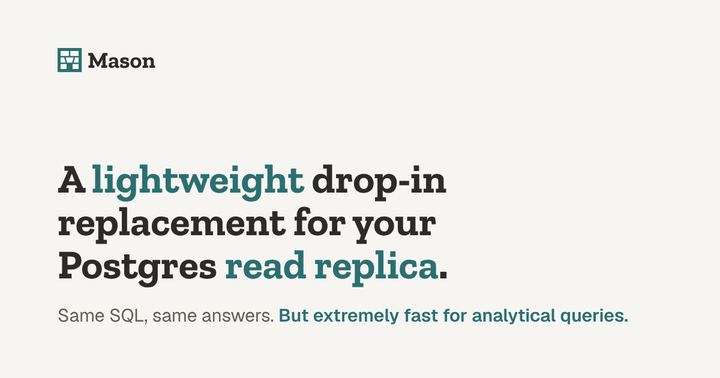 Mason
A lightweight drop-in
replacement for your
Postgres read replica.
Same SQL, same answers. But extremely fast for analytical queries.